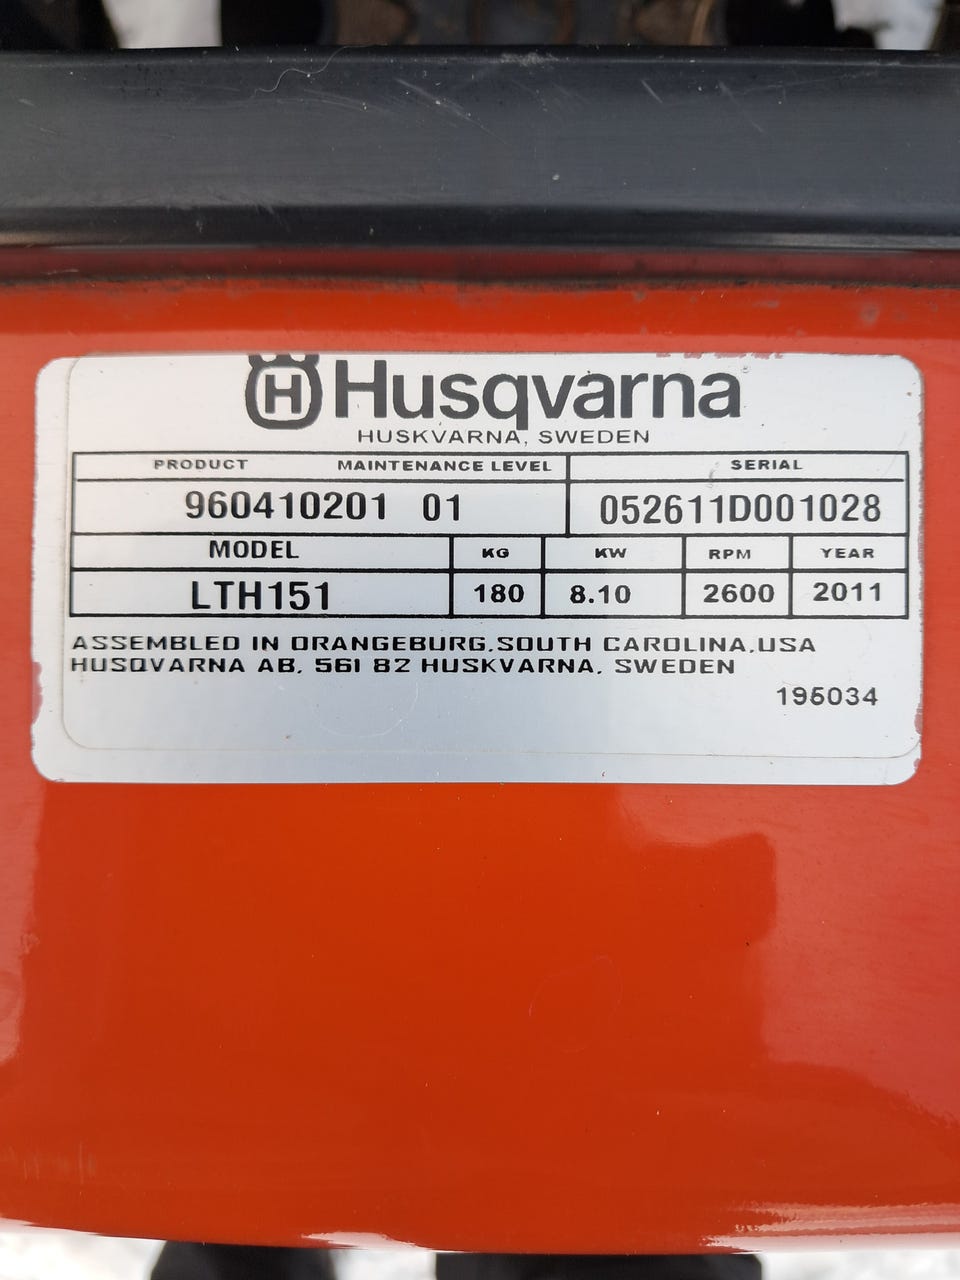 H Husqvarna
HUSKVARNA, SWEDEN
PRODUCT MAINTENANCE LEVEL SERIAL
960410201 01 052611D001028
MODEL KG KW RPM YEAR
LTH151 180 8.10 2600 2011
ASSEMBLED IN ORANGEBURG,SOUTH CAROLINA,USA
HUSQVARNA AB, 561 82 HUSKVARNA, SWEDEN
195034